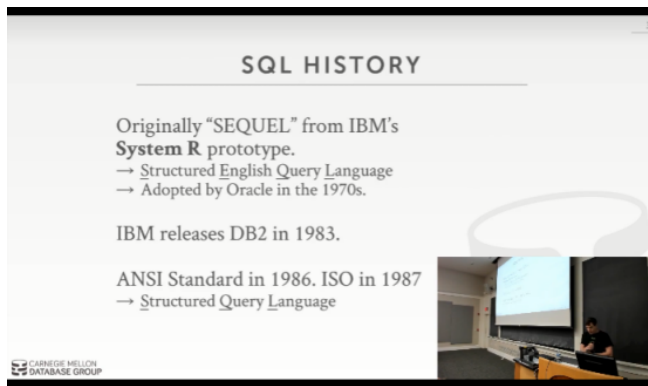 SQL HISTORY
Originally “SEQUEL” from IBM’s
System R prototype.
→ Structured English Query Language
→ Adopted by Oracle in the 1970s.
IBM releases DB2 in 1983.
ANSI Standard in 1986. ISO in 1987
→ Structured Query Language
CARNEGIE MELLON
DATABASE GROUP